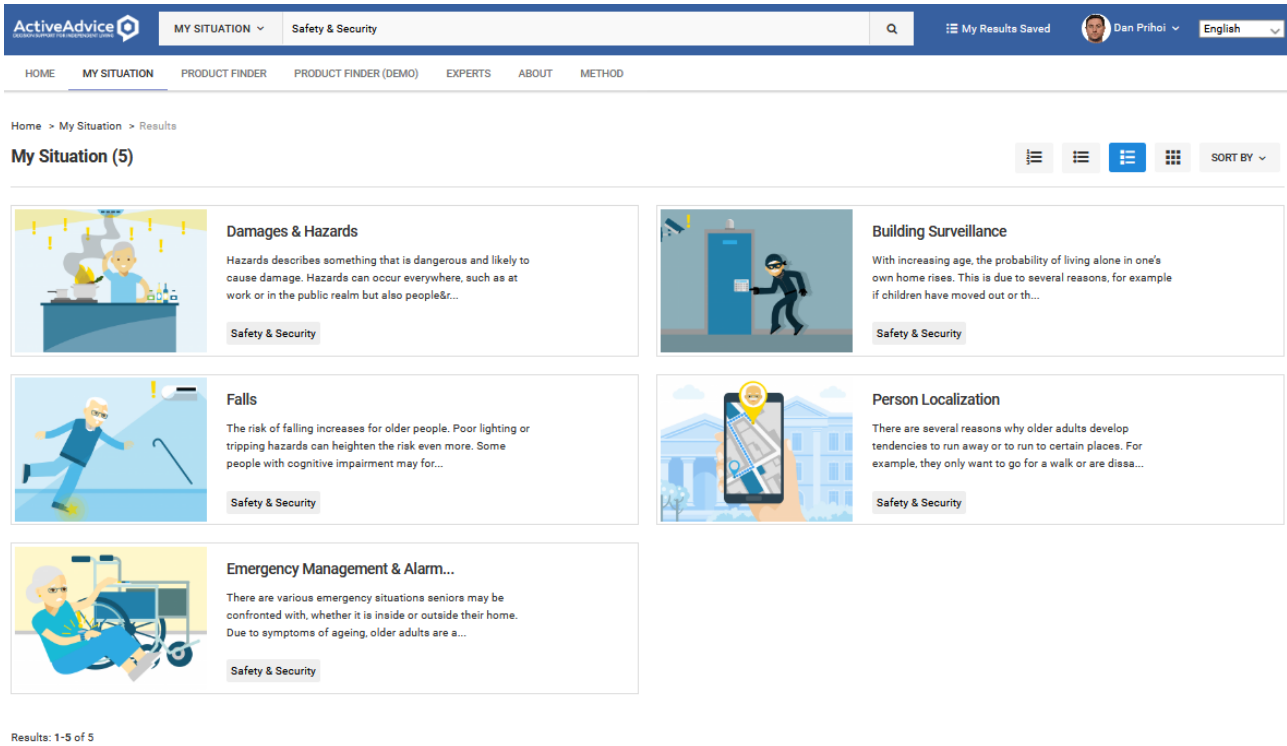 ActiveAdvice
DECISION SUPPORT FOR INDEPENDENT LIVING
MY SITUATION
Safety & Security
My Results Saved
Dan Prihoi
English
HOME MY SITUATION PRODUCT FINDER PRODUCT FINDER (DEMO) EXPERTS ABOUT METHOD
Home > My Situation > Results
My Situation (5)
SORT BY
Damages & Hazards
Hazards describes something that is dangerous and likely to
cause damage. Hazards can occur everywhere, such as at
work or in the public realm but also people&r...
Safety & Security
Building Surveillance
With increasing age, the probability of living alone in one's
own home rises. This is due to several reasons, for example
if children have moved out or th...
Safety & Security
Falls
The risk of falling increases for older people. Poor lighting or
tripping hazards can heighten the risk even more. Some
people with cognitive impairment may for...
Safety & Security
Person Localization
There are several reasons why older adults develop
tendencies to run away or to run to certain places. For
example, they only want to go for a walk or are dissa...
Safety & Security
Emergency Management & Alarm...
There are various emergency situations seniors may be
confronted with, whether it is inside or outside their home.
Due to symptoms of ageing, older adults are a...
Safety & Security
Results: 1-5 of 5